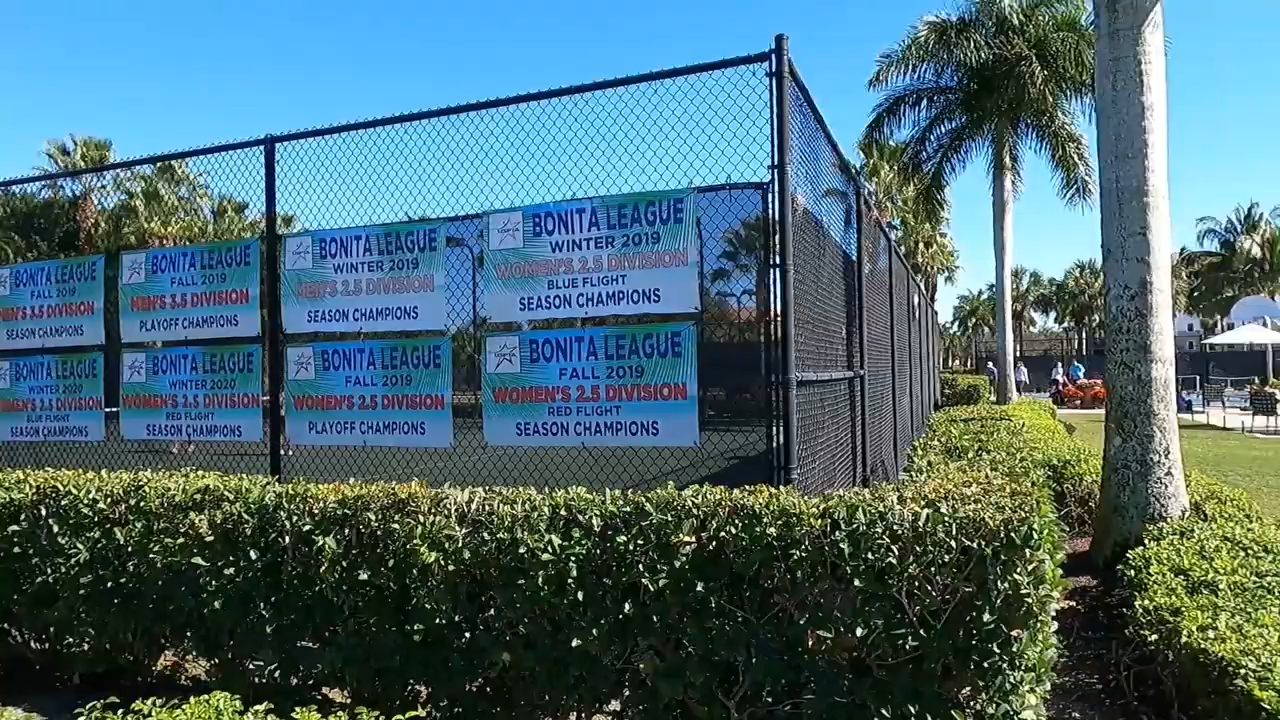 BONITA LEAGUE
FALL 2019
MEN'S 3.5 DIVISION
SEASON CHAMPIONS
BONITA LEAGUE
FALL 2019
MEN'S 3.5 DIVISION
PLAYOFF CHAMPIONS
BONITA LEAGUE
WINTER 2019
MEN'S 2.5 DIVISION
SEASON CHAMPIONS
BONITA LEAGUE
WINTER 2019
WOMEN'S 2.5 DIVISION
BLUE FLIGHT
SEASON CHAMPIONS
BONITA LEAGUE
WINTER 2020
WOMEN'S 2.5 DIVISION
BLUE FLIGHT
SEASON CHAMPIONS
BONITA LEAGUE
WINTER 2020
WOMEN'S 2.5 DIVISION
RED FLIGHT
SEASON CHAMPIONS
BONITA LEAGUE
FALL 2019
WOMEN'S 2.5 DIVISION
PLAYOFF CHAMPIONS
BONITA LEAGUE
FALL 2019
WOMEN'S 2.5 DIVISION
RED FLIGHT
SEASON CHAMPIONS